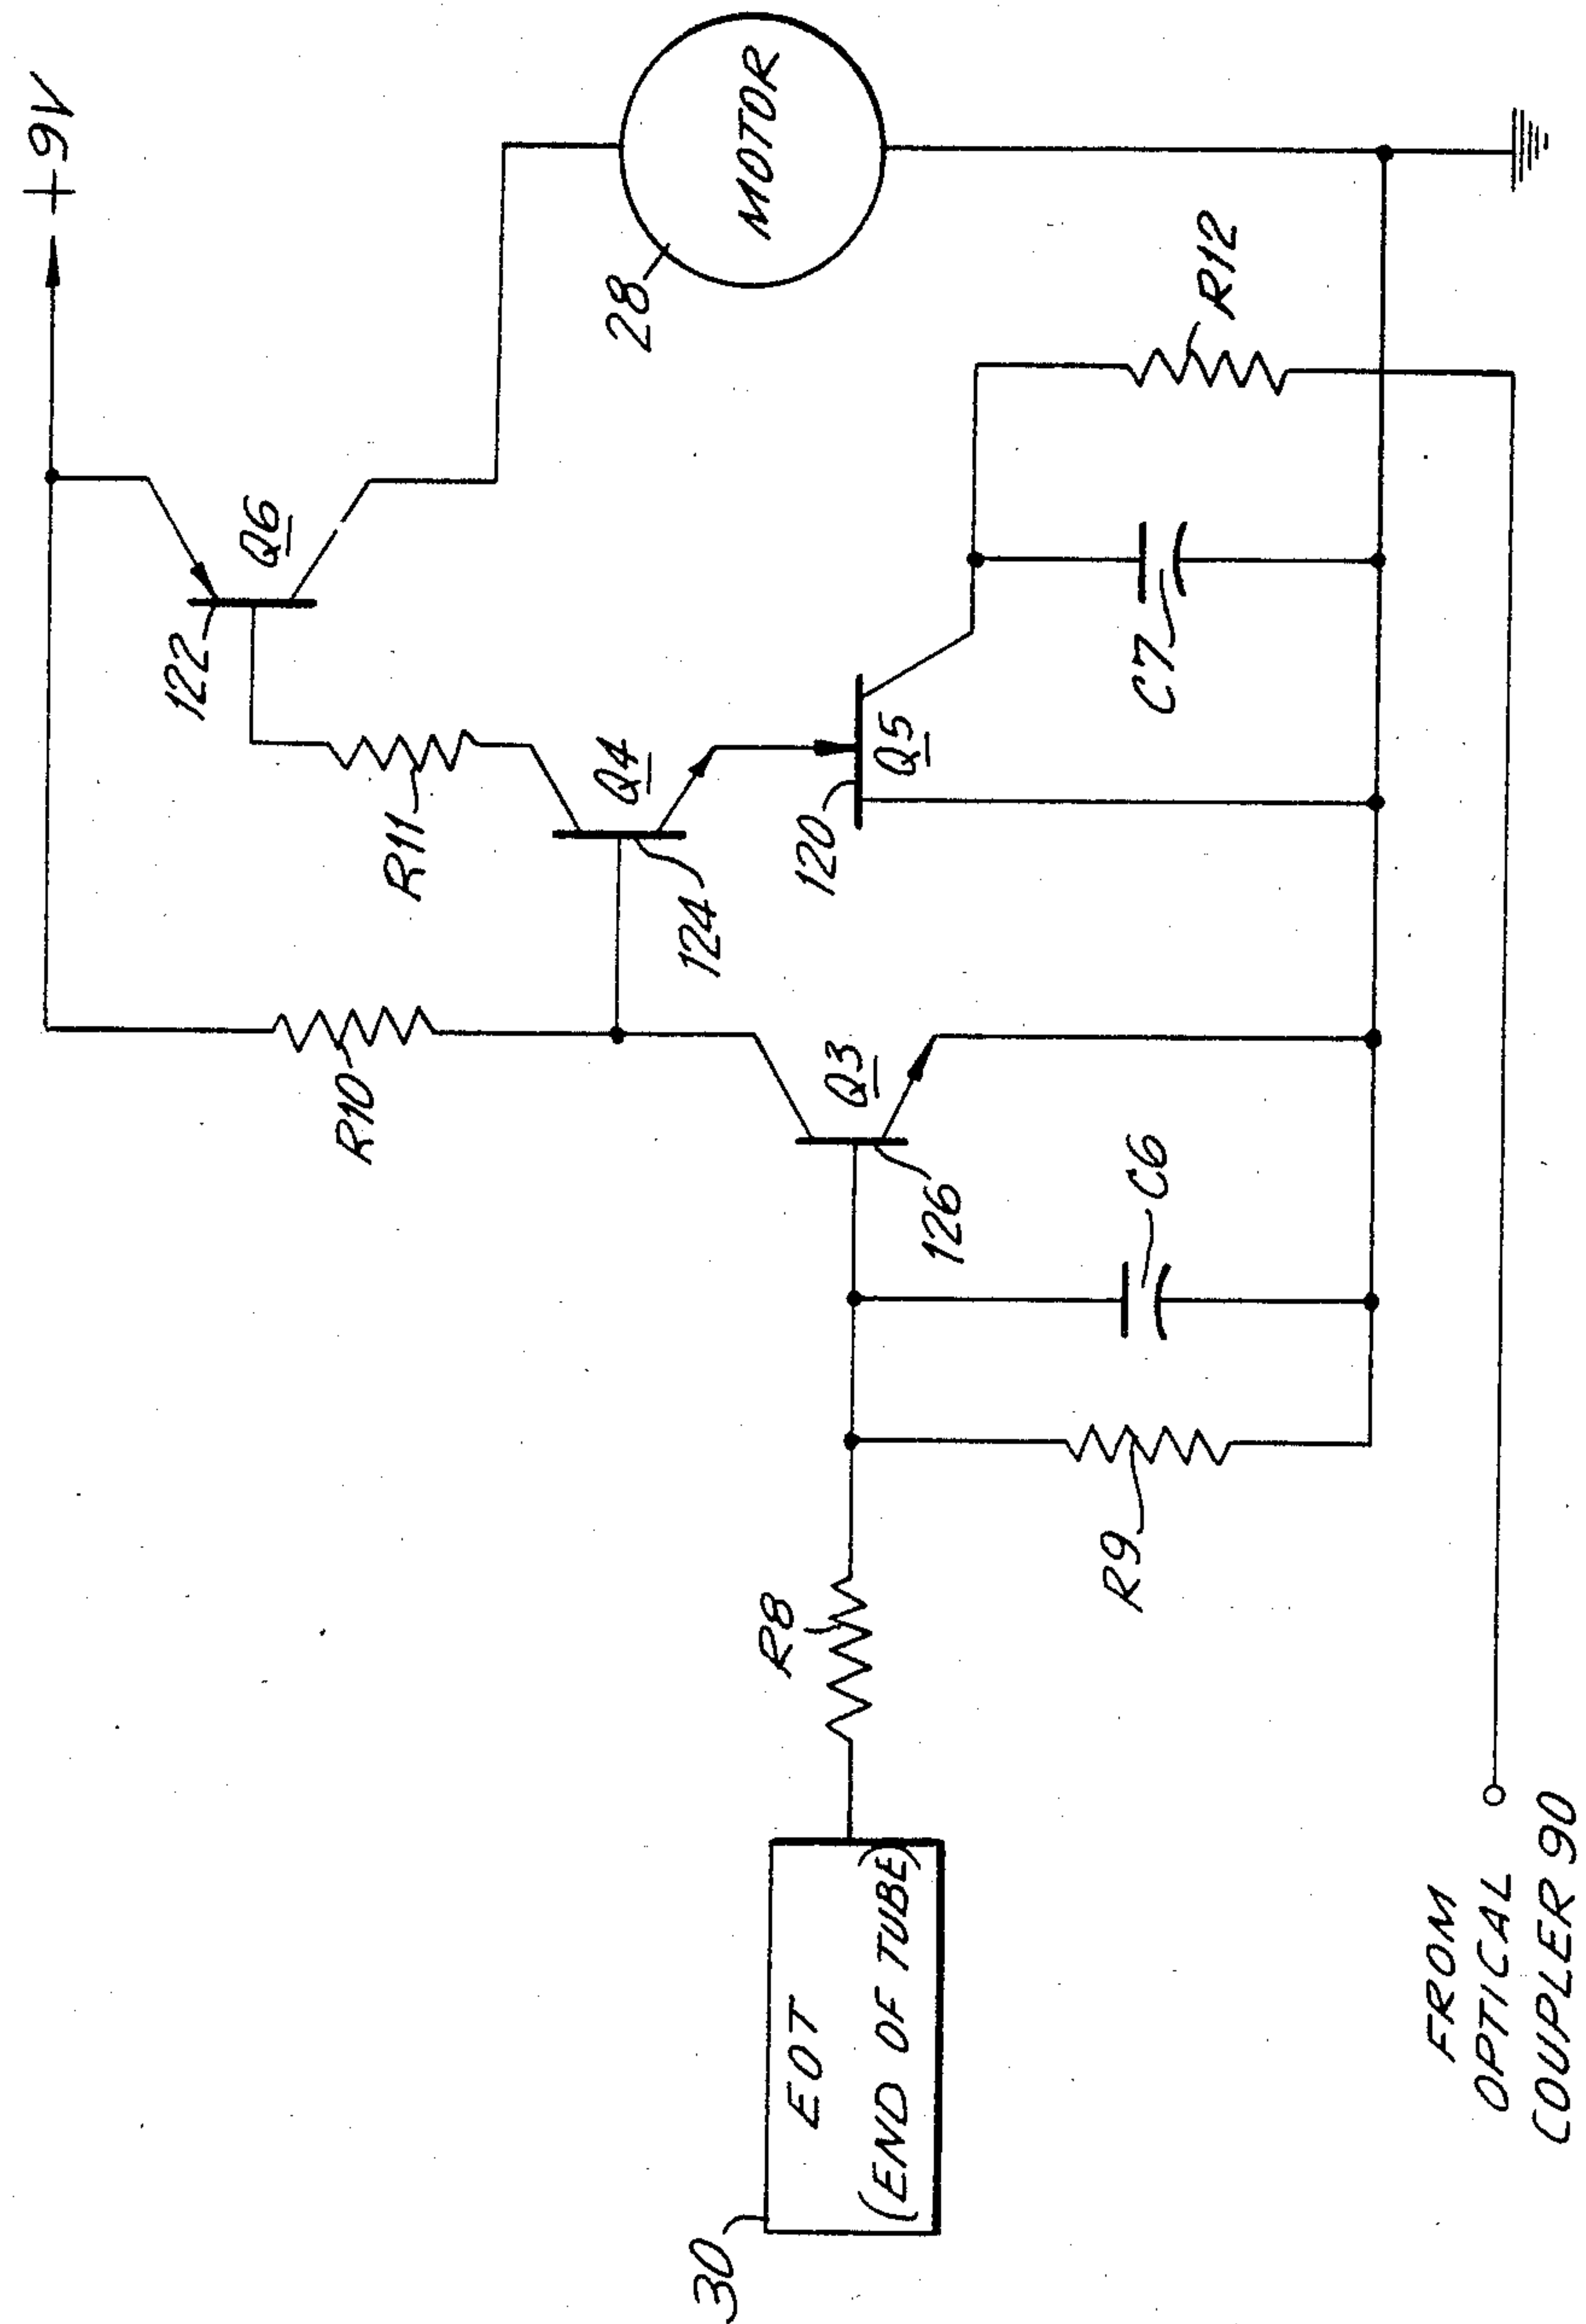 +9V
122
Q6
R11
R10
Q4
124
28
MOTOR
120
Q5
Q3
126
C7
R12
C6
R8
R9
30
EOT
(END OF TUBE)
FROM
OPTICAL
COUPLER 90